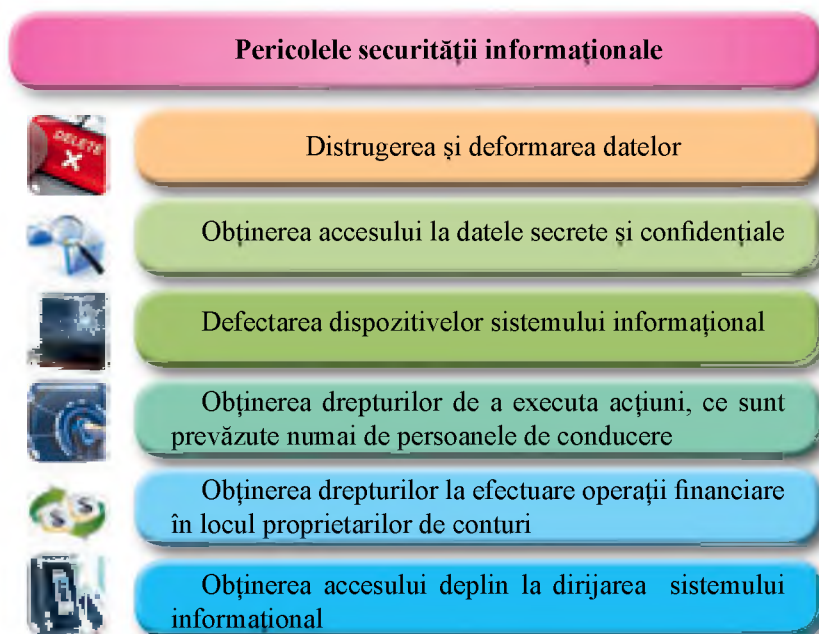 Pericolele securității informaționale
DELETE
X
Distrugerea și deformarea datelor
Obținerea accesului la datele secrete și confidențiale
Defectarea dispozitivelor sistemului informațional
Obținerea drepturilor de a executa acțiuni, ce sunt
prevăzute numai de persoanele de conducere
$ $
Obținerea drepturilor la efectuare operații financiare
în locul proprietarilor de conturi
Obținerea accesului deplin la dirijarea sistemului
informațional